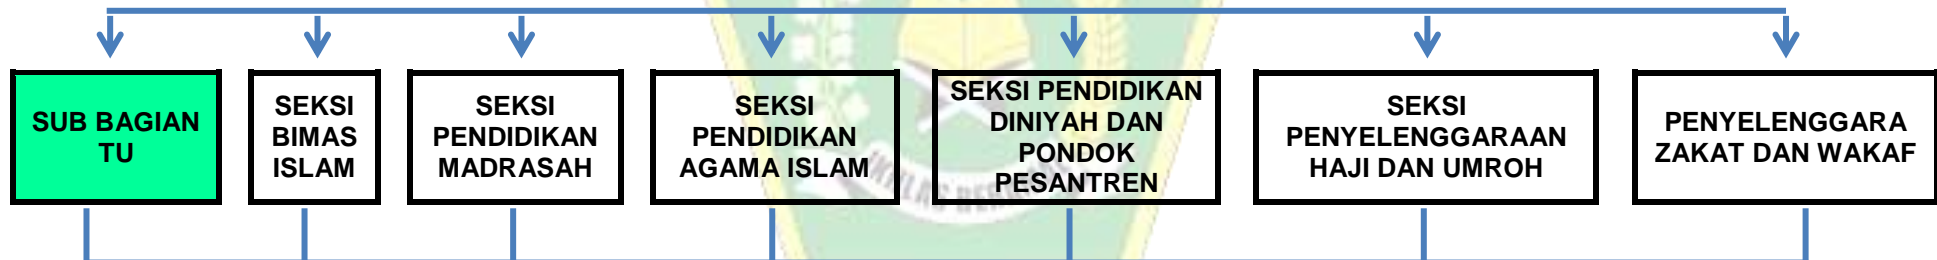 SUB BAGIAN
TU
SEKSI
BIMAS
ISLAM
SEKSI
PENDIDIKAN
MADRASAH
SEKSI
PENDIDIKAN
AGAMA ISLAM
SEKSI PENDIDIKAN
DINIYAH DAN
PONDOK
PESANTREN
SEKSI
PENYELENGGARAAN
HAJI DAN UMROH
PENYELENGGARA
ZAKAT DAN WAKAF